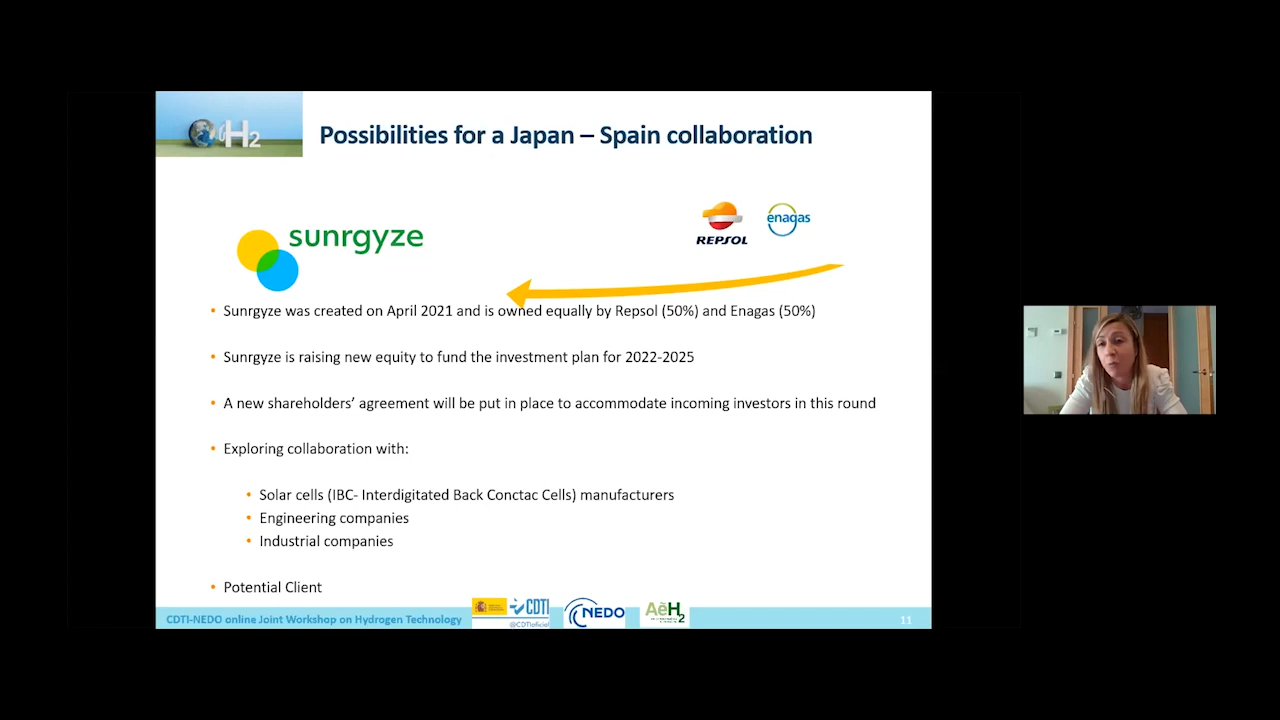 H2
Possibilities for a Japan – Spain collaboration
sunrgyze
REPSOL
enagas
• Sunrgyze was created on April 2021 and is owned equally by Repsol (50%) and Enagas (50%)
• Sunrgyze is raising new equity to fund the investment plan for 2022-2025
• A new shareholders’ agreement will be put in place to accommodate incoming investors in this round
• Exploring collaboration with:
• Solar cells (IBC- Interdigitated Back Conctac Cells) manufacturers
• Engineering companies
• Industrial companies
• Potential Client
CDTI-NEDO online Joint Workshop on Hydrogen Technology
CDTI
@CDTIoficial
NEDO
AeH2
11